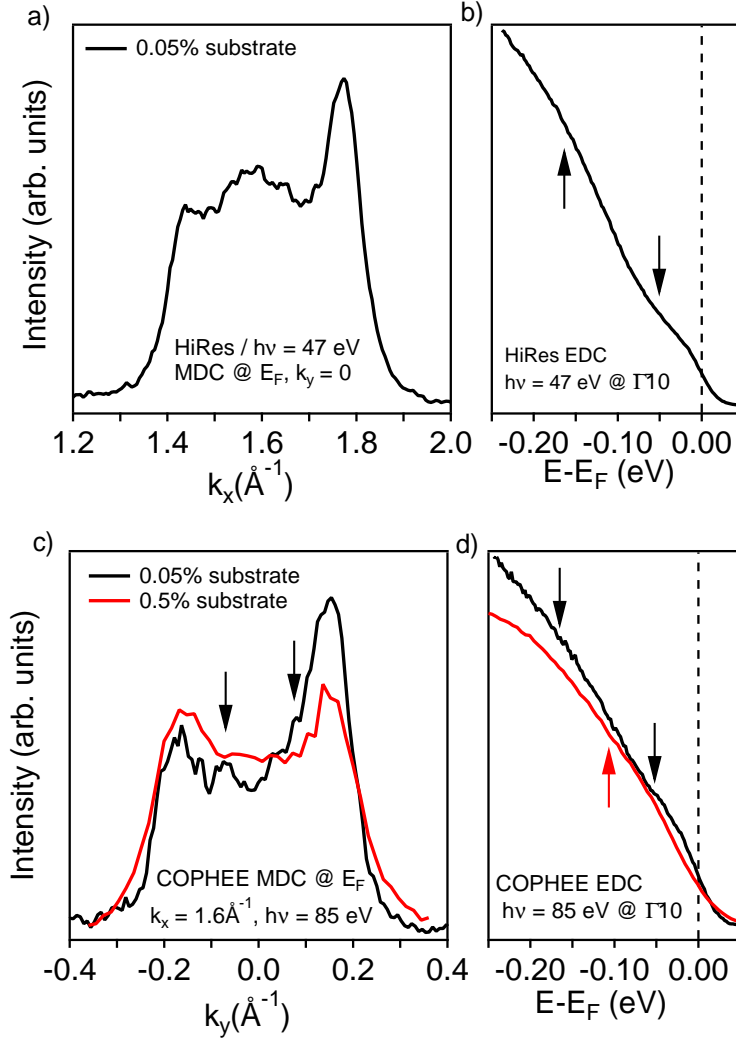 a)
0.05% substrate
Intensity (arb. units)
HiRes / hν = 47 eV
MDC @ E_F, k_y = 0
1.2 1.4 1.6 1.8 2.0
k_x(Å⁻¹)
b)
HiRes EDC
hν = 47 eV @ Γ10
-0.20 -0.10 0.00
E-E_F (eV)
c)
0.05% substrate
0.5% substrate
Intensity (arb. units)
COPHEE MDC @ E_F
k_x = 1.6Å⁻¹, hν = 85 eV
-0.4 -0.2 0.0 0.2 0.4
k_y(Å⁻¹)
d)
COPHEE EDC
hν = 85 eV @ Γ10
-0.20 -0.10 0.00
E-E_F (eV)